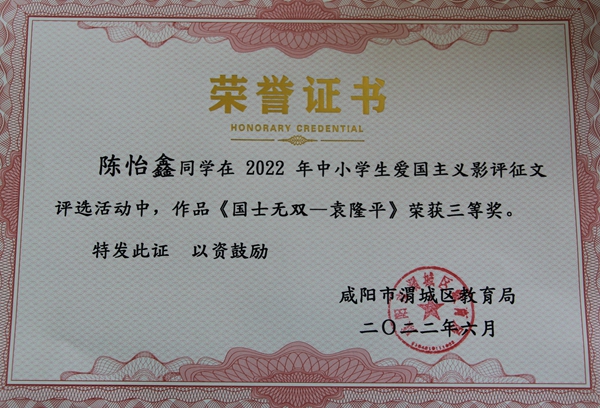 荣誉证书
HONORARY CREDENTIAL
陈怡鑫同学在 2022 年中小学生爱国主义影评征文
评选活动中，作品《国士无双—袁隆平》荣获三等奖。
特发此证 以资鼓励
咸阳市渭城区教育局
二〇二二年六月